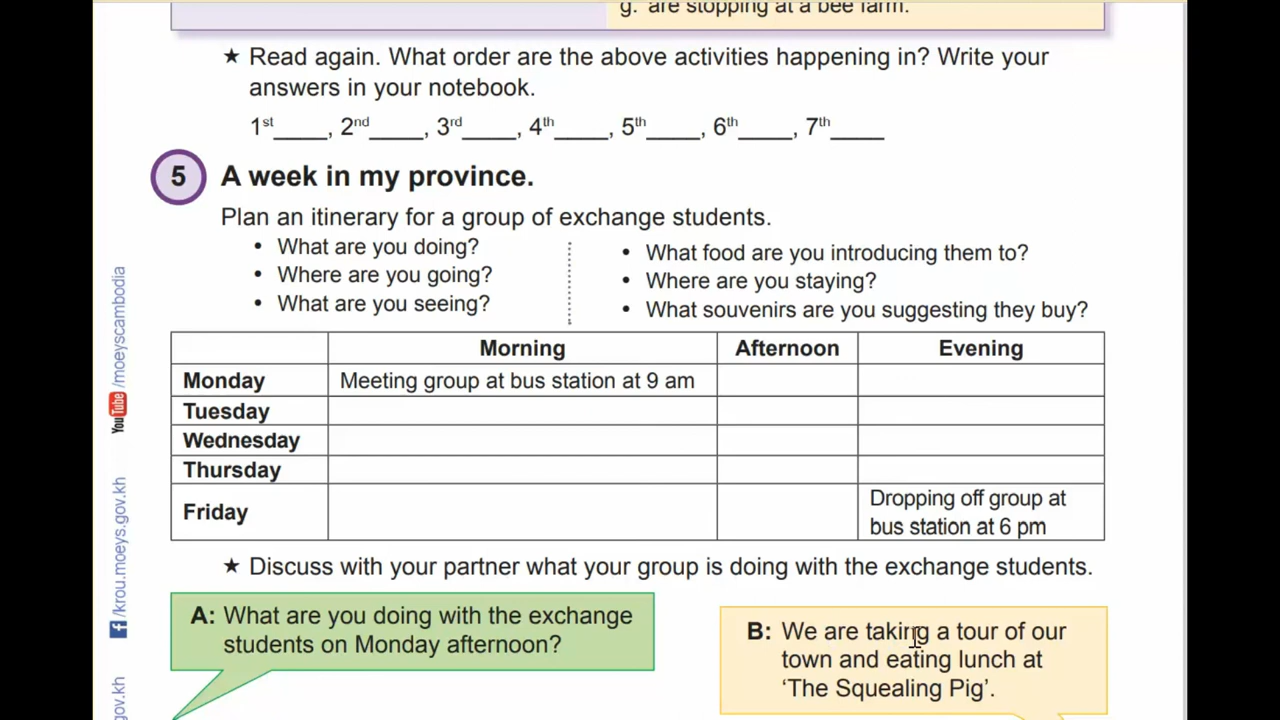 g. are stopping at a bee farm.
★ Read again. What order are the above activities happening in? Write your
answers in your notebook.
1st____, 2nd____, 3rd____, 4th____, 5th____, 6th____, 7th____
5 A week in my province.
Plan an itinerary for a group of exchange students.
• What are you doing?
• Where are you going?
• What are you seeing?
• What food are you introducing them to?
• Where are you staying?
• What souvenirs are you suggesting they buy?
Morning Afternoon Evening
Monday Meeting group at bus station at 9 am
Tuesday
Wednesday
Thursday
Friday Dropping off group at
bus station at 6 pm
★ Discuss with your partner what your group is doing with the exchange students.
A: What are you doing with the exchange
students on Monday afternoon?
B: We are taking a tour of our
town and eating lunch at
‘The Squealing Pig’.
YouTube /moeyscambodia
f /krou.moeys.gov.kh
gov.kh